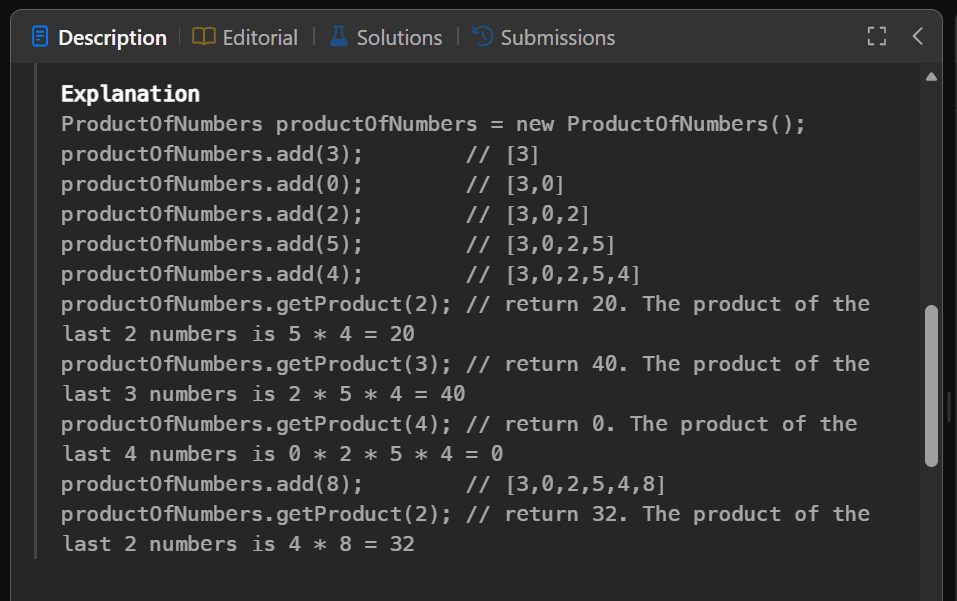 Description
Editorial
Solutions
Submissions
Explanation
ProductOfNumbers productOfNumbers = new ProductOfNumbers();
productOfNumbers.add(3);        // [3]
productOfNumbers.add(0);        // [3,0]
productOfNumbers.add(2);        // [3,0,2]
productOfNumbers.add(5);        // [3,0,2,5]
productOfNumbers.add(4);        // [3,0,2,5,4]
productOfNumbers.getProduct(2); // return 20. The product of the
last 2 numbers is 5 * 4 = 20
productOfNumbers.getProduct(3); // return 40. The product of the
last 3 numbers is 2 * 5 * 4 = 40
productOfNumbers.getProduct(4); // return 0. The product of the
last 4 numbers is 0 * 2 * 5 * 4 = 0
productOfNumbers.add(8);        // [3,0,2,5,4,8]
productOfNumbers.getProduct(2); // return 32. The product of the
last 2 numbers is 4 * 8 = 32